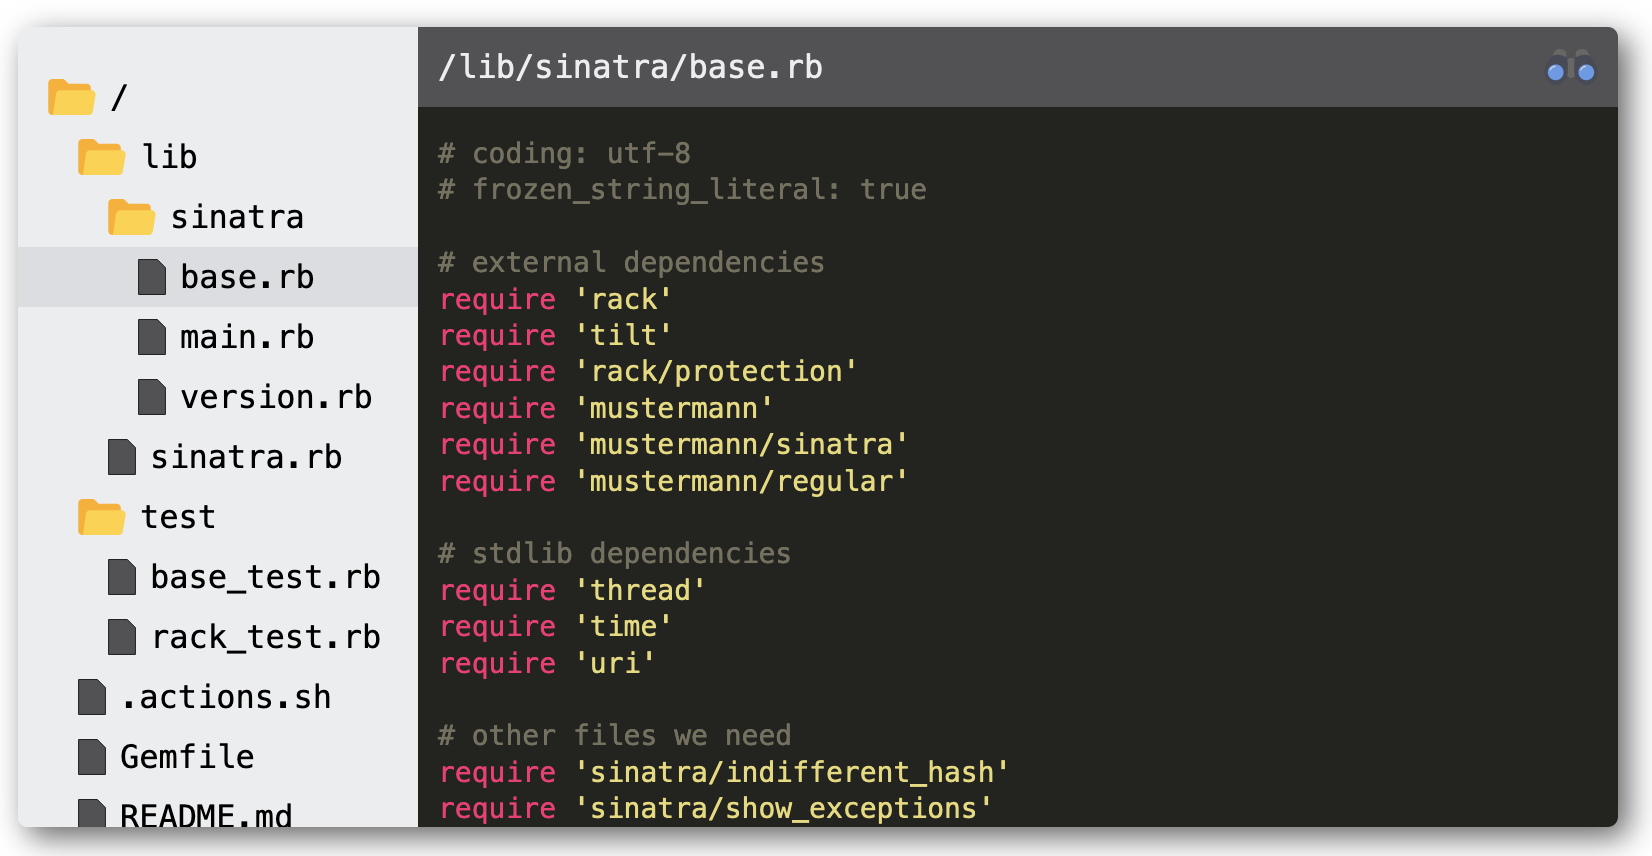 /
lib
sinatra
base.rb
main.rb
version.rb
sinatra.rb
test
base_test.rb
rack_test.rb
.actions.sh
Gemfile
README.md
/lib/sinatra/base.rb
# coding: utf-8
# frozen_string_literal: true
# external dependencies
require 'rack'
require 'tilt'
require 'rack/protection'
require 'mustermann'
require 'mustermann/sinatra'
require 'mustermann/regular'
# stdlib dependencies
require 'thread'
require 'time'
require 'uri'
# other files we need
require 'sinatra/indifferent_hash'
require 'sinatra/show_exceptions'